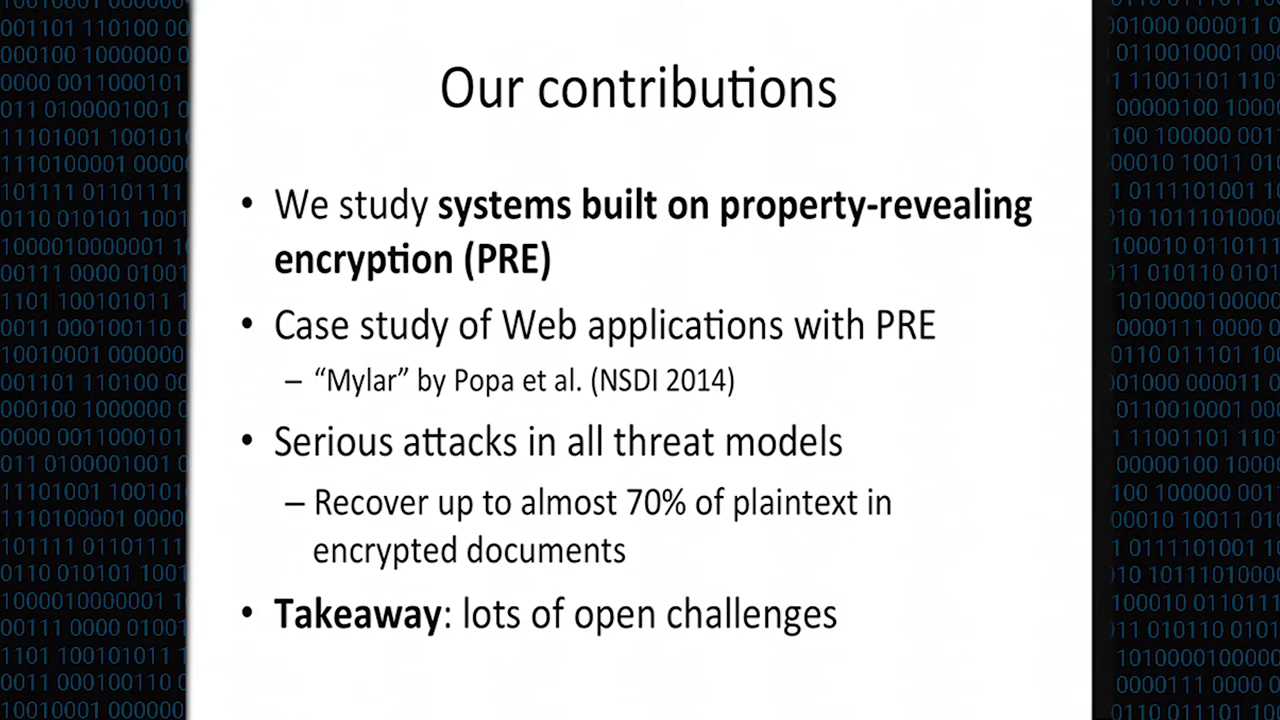 Our contributions
• We study systems built on property-revealing
encryption (PRE)
• Case study of Web applications with PRE
– “Mylar” by Popa et al. (NSDI 2014)
• Serious attacks in all threat models
– Recover up to almost 70% of plaintext in
encrypted documents
• Takeaway: lots of open challenges